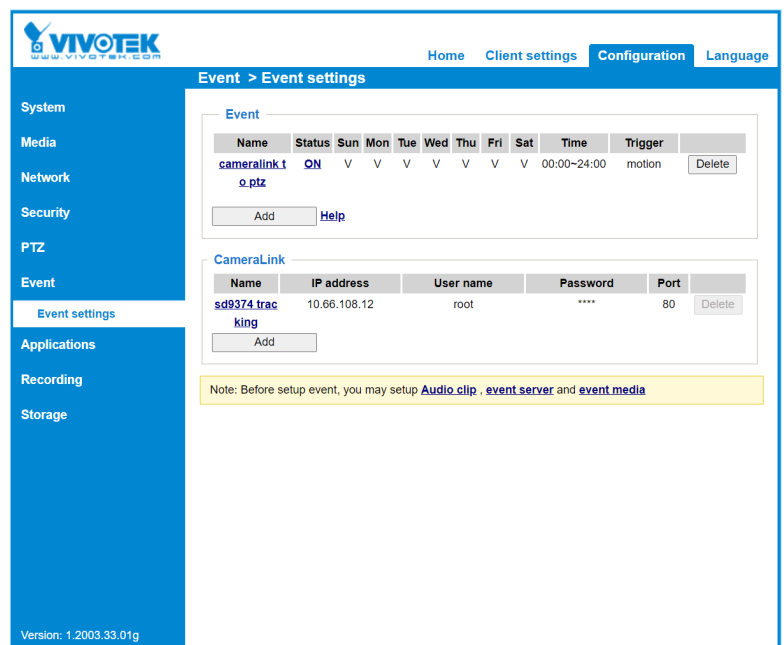 VIVOTEK
WWW.VIVOTEK.COM
Home Client settings Configuration Language
Event > Event settings
System
Media
Network
Security
PTZ
Event
Event settings
Applications
Recording
Storage
Version: 1.2003.33.01g
Event
Name Status Sun Mon Tue Wed Thu Fri Sat Time Trigger
cameralink t ON V V V V V V V 00:00~24:00 motion Delete
o ptz
Add Help
CameraLink
Name IP address User name Password Port
sd9374 trac 10.66.108.12 root **** 80 Delete
king
Add
Note: Before setup event, you may setup Audio clip , event server and event media